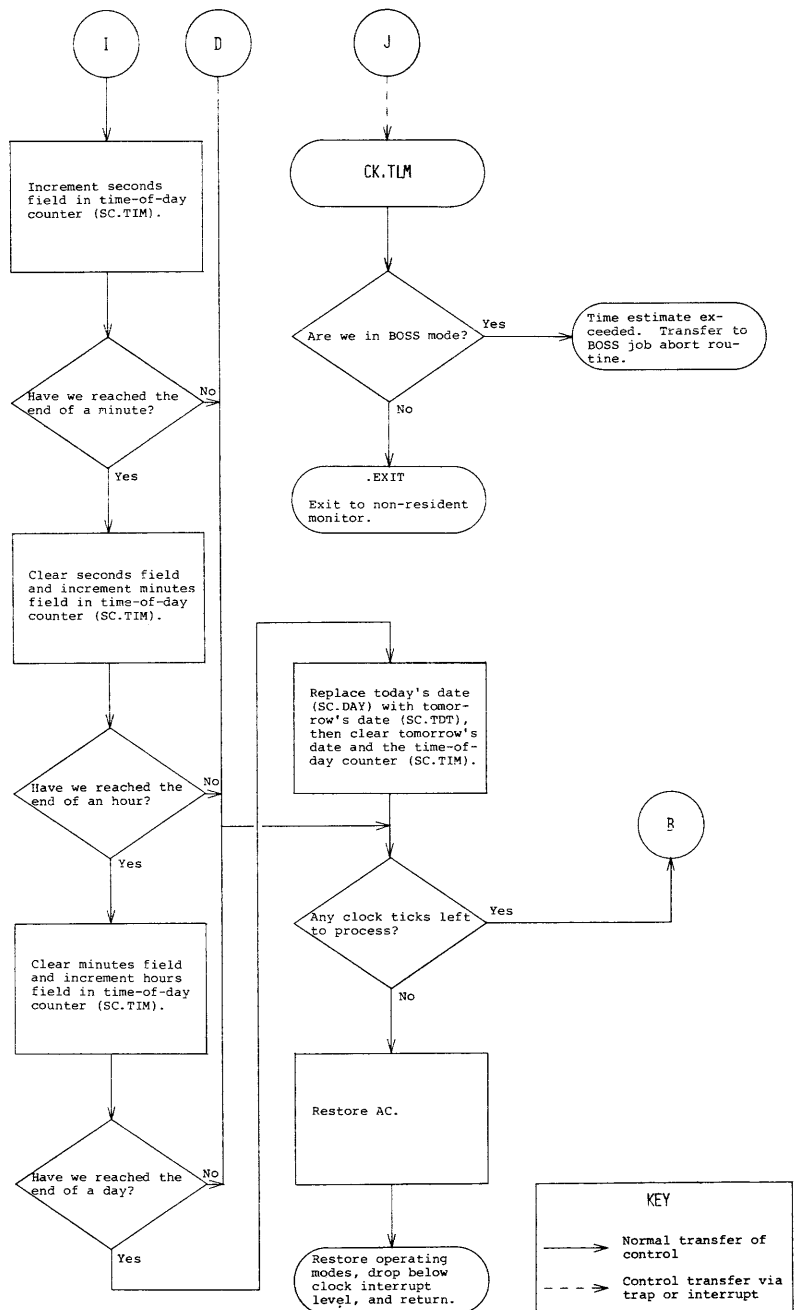 I
D
J
Increment seconds
field in time-of-day
counter (SC.TIM).
Have we reached the
end of a minute?
No
Yes
Clear seconds field
and increment minutes
field in time-of-day
counter (SC.TIM).
Have we reached the
end of an hour?
No
Yes
Clear minutes field
and increment hours
field in time-of-day
counter (SC.TIM).
Have we reached the
end of a day?
No
Yes
CK.TLM
Are we in BOSS mode?
Yes
Time estimate ex-
ceeded. Transfer to
BOSS job abort rou-
tine.
No
.EXIT
Exit to non-resident
monitor.
Replace today's date
(SC.DAY) with tomor-
row's date (SC.TDT),
then clear tomorrow's
date and the time-of-
day counter (SC.TIM).
Any clock ticks left
to process?
Yes
B
No
Restore AC.
Restore operating
modes, drop below
clock interrupt
level, and return.
KEY
Normal transfer of
control
Control transfer via
trap or interrupt